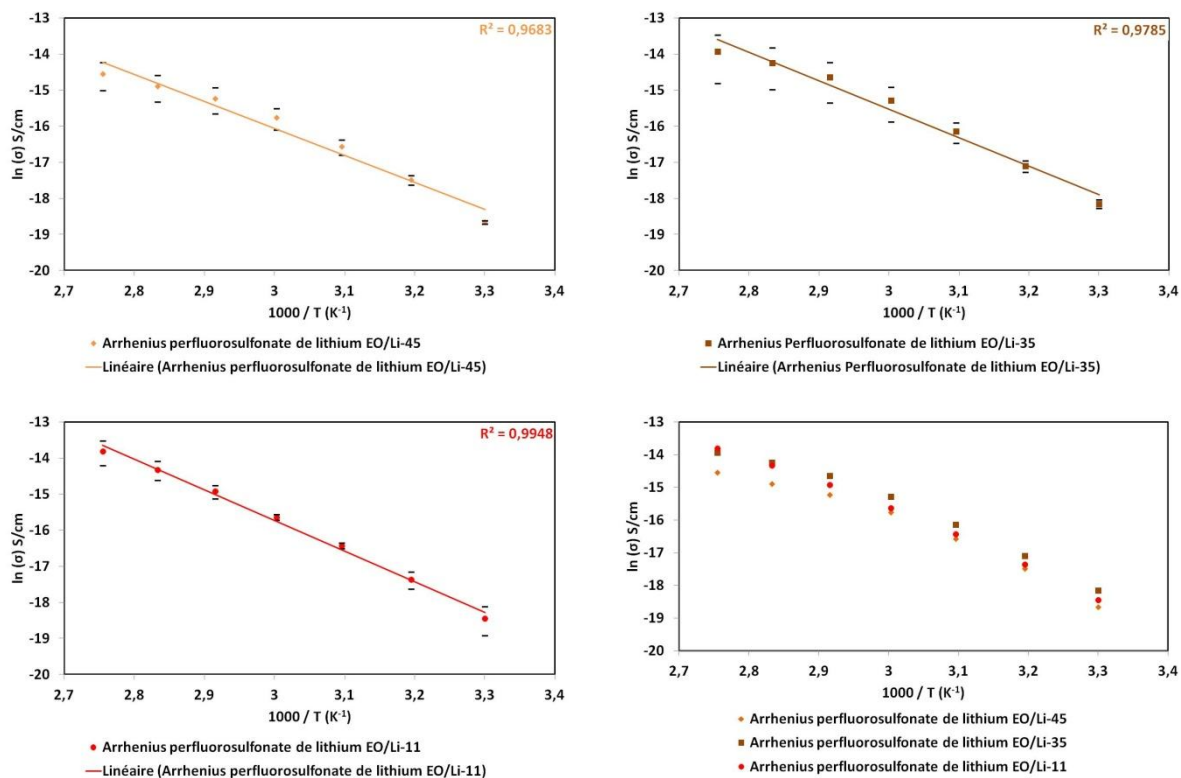 R² = 0,9683
ln (σ) S/cm
-13
-14
-15
-16
-17
-18
-19
-20
2,7 2,8 2,9 3 3,1 3,2 3,3 3,4
1000 / T (K⁻¹)
Arrhenius perfluorosulfonate de lithium EO/Li-45
Linéaire (Arrhenius perfluorosulfonate de lithium EO/Li-45)
R² = 0,9785
ln (σ) S/cm
-13
-14
-15
-16
-17
-18
-19
-20
2,7 2,8 2,9 3 3,1 3,2 3,3 3,4
1000 / T (K⁻¹)
Arrhenius Perfluorosulfonate de lithium EO/Li-35
Linéaire (Arrhenius Perfluorosulfonate de lithium EO/Li-35)
R² = 0,9948
ln (σ) S/cm
-13
-14
-15
-16
-17
-18
-19
-20
2,7 2,8 2,9 3 3,1 3,2 3,3 3,4
1000 / T (K⁻¹)
Arrhenius perfluorosulfonate de lithium EO/Li-11
Linéaire (Arrhenius perfluorosulfonate de lithium EO/Li-11)
ln (σ) S/cm
-13
-14
-15
-16
-17
-18
-19
-20
2,7 2,8 2,9 3 3,1 3,2 3,3 3,4
1000 / T (K⁻¹)
Arrhenius perfluorosulfonate de lithium EO/Li-45
Arrhenius perfluorosulfonate de lithium EO/Li-35
Arrhenius perfluorosulfonate de lithium EO/Li-11